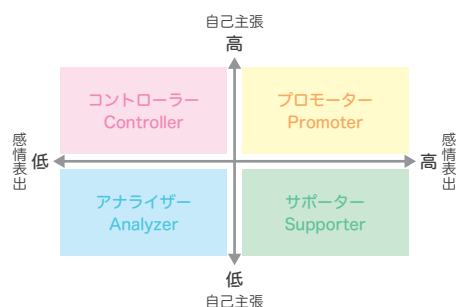 自己主張
高
コントローラー
Controller
プロモーター
Promoter
感情表出
低
高
感情表出
アナライザー
Analyzer
サポーター
Supporter
低
自己主張